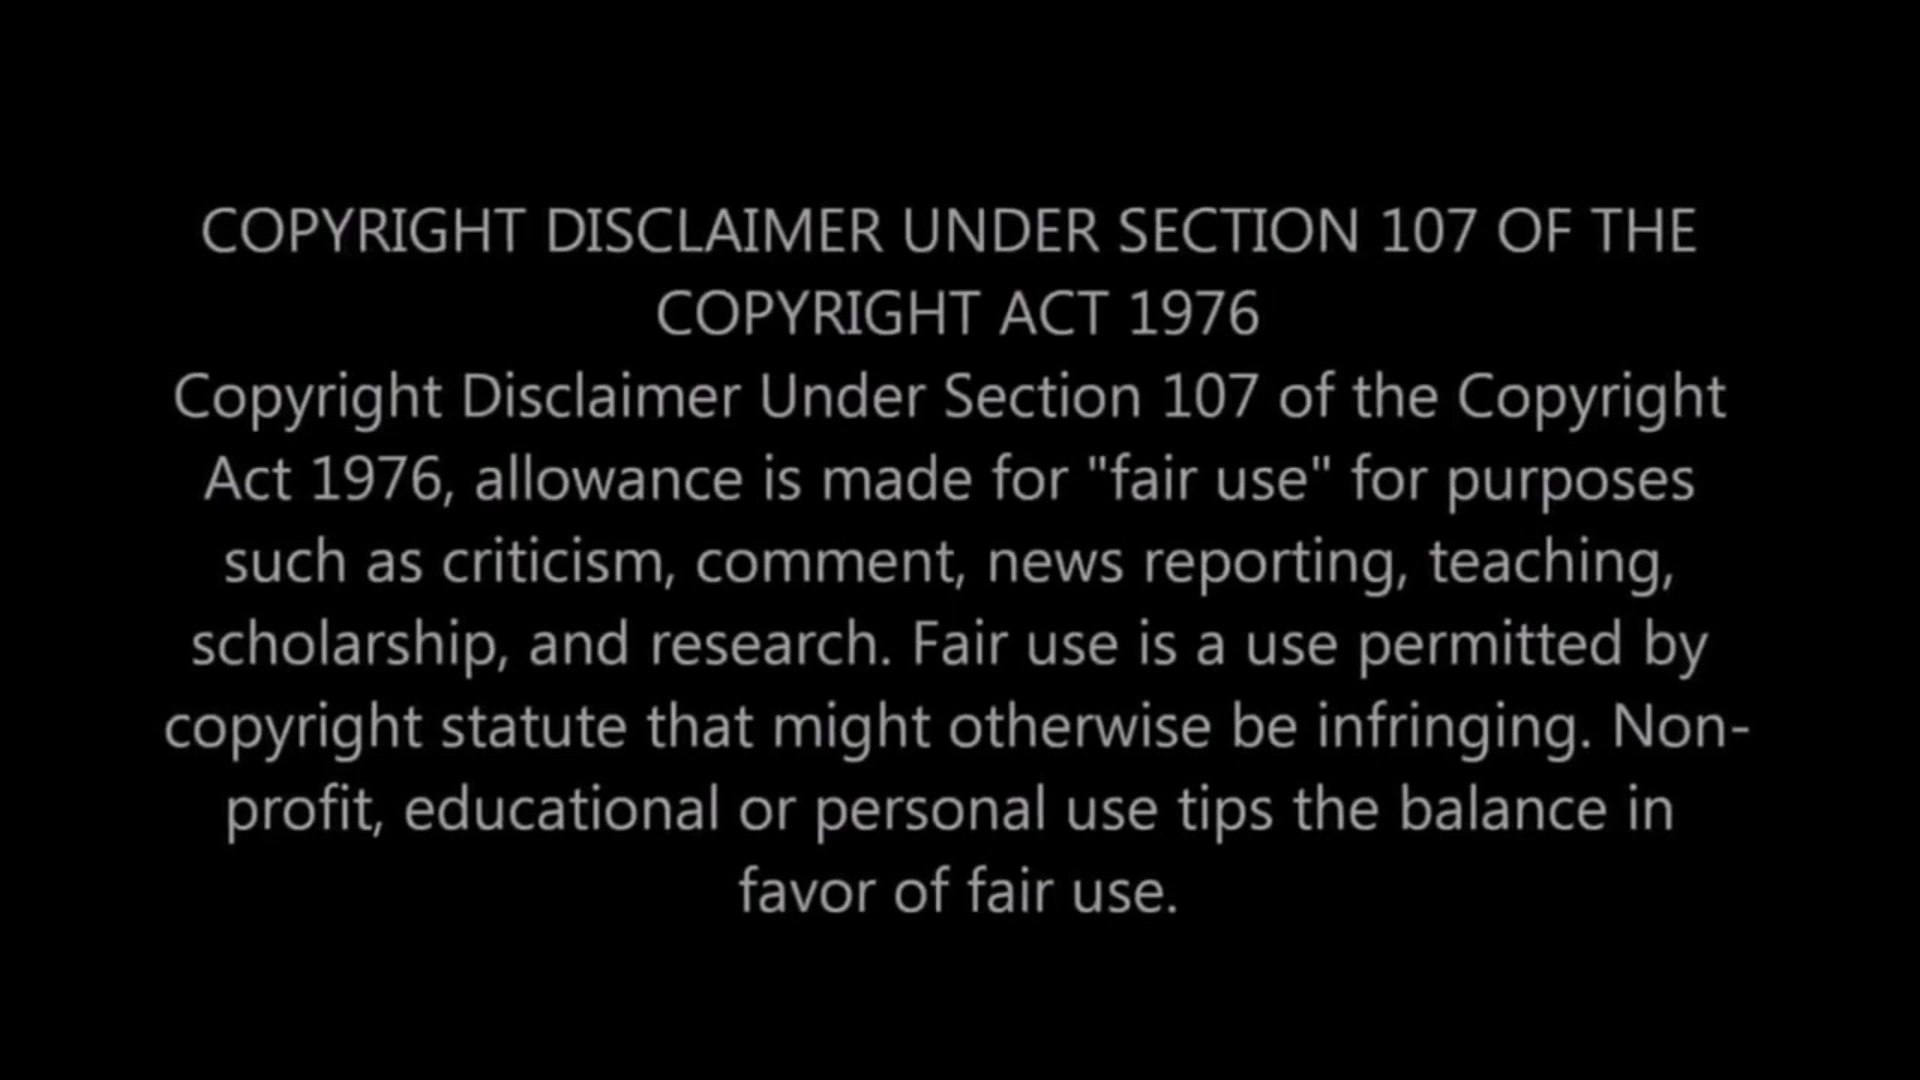 COPYRIGHT DISCLAIMER UNDER SECTION 107 OF THE
COPYRIGHT ACT 1976
Copyright Disclaimer Under Section 107 of the Copyright
Act 1976, allowance is made for "fair use" for purposes
such as criticism, comment, news reporting, teaching,
scholarship, and research. Fair use is a use permitted by
copyright statute that might otherwise be infringing. Non-
profit, educational or personal use tips the balance in
favor of fair use.